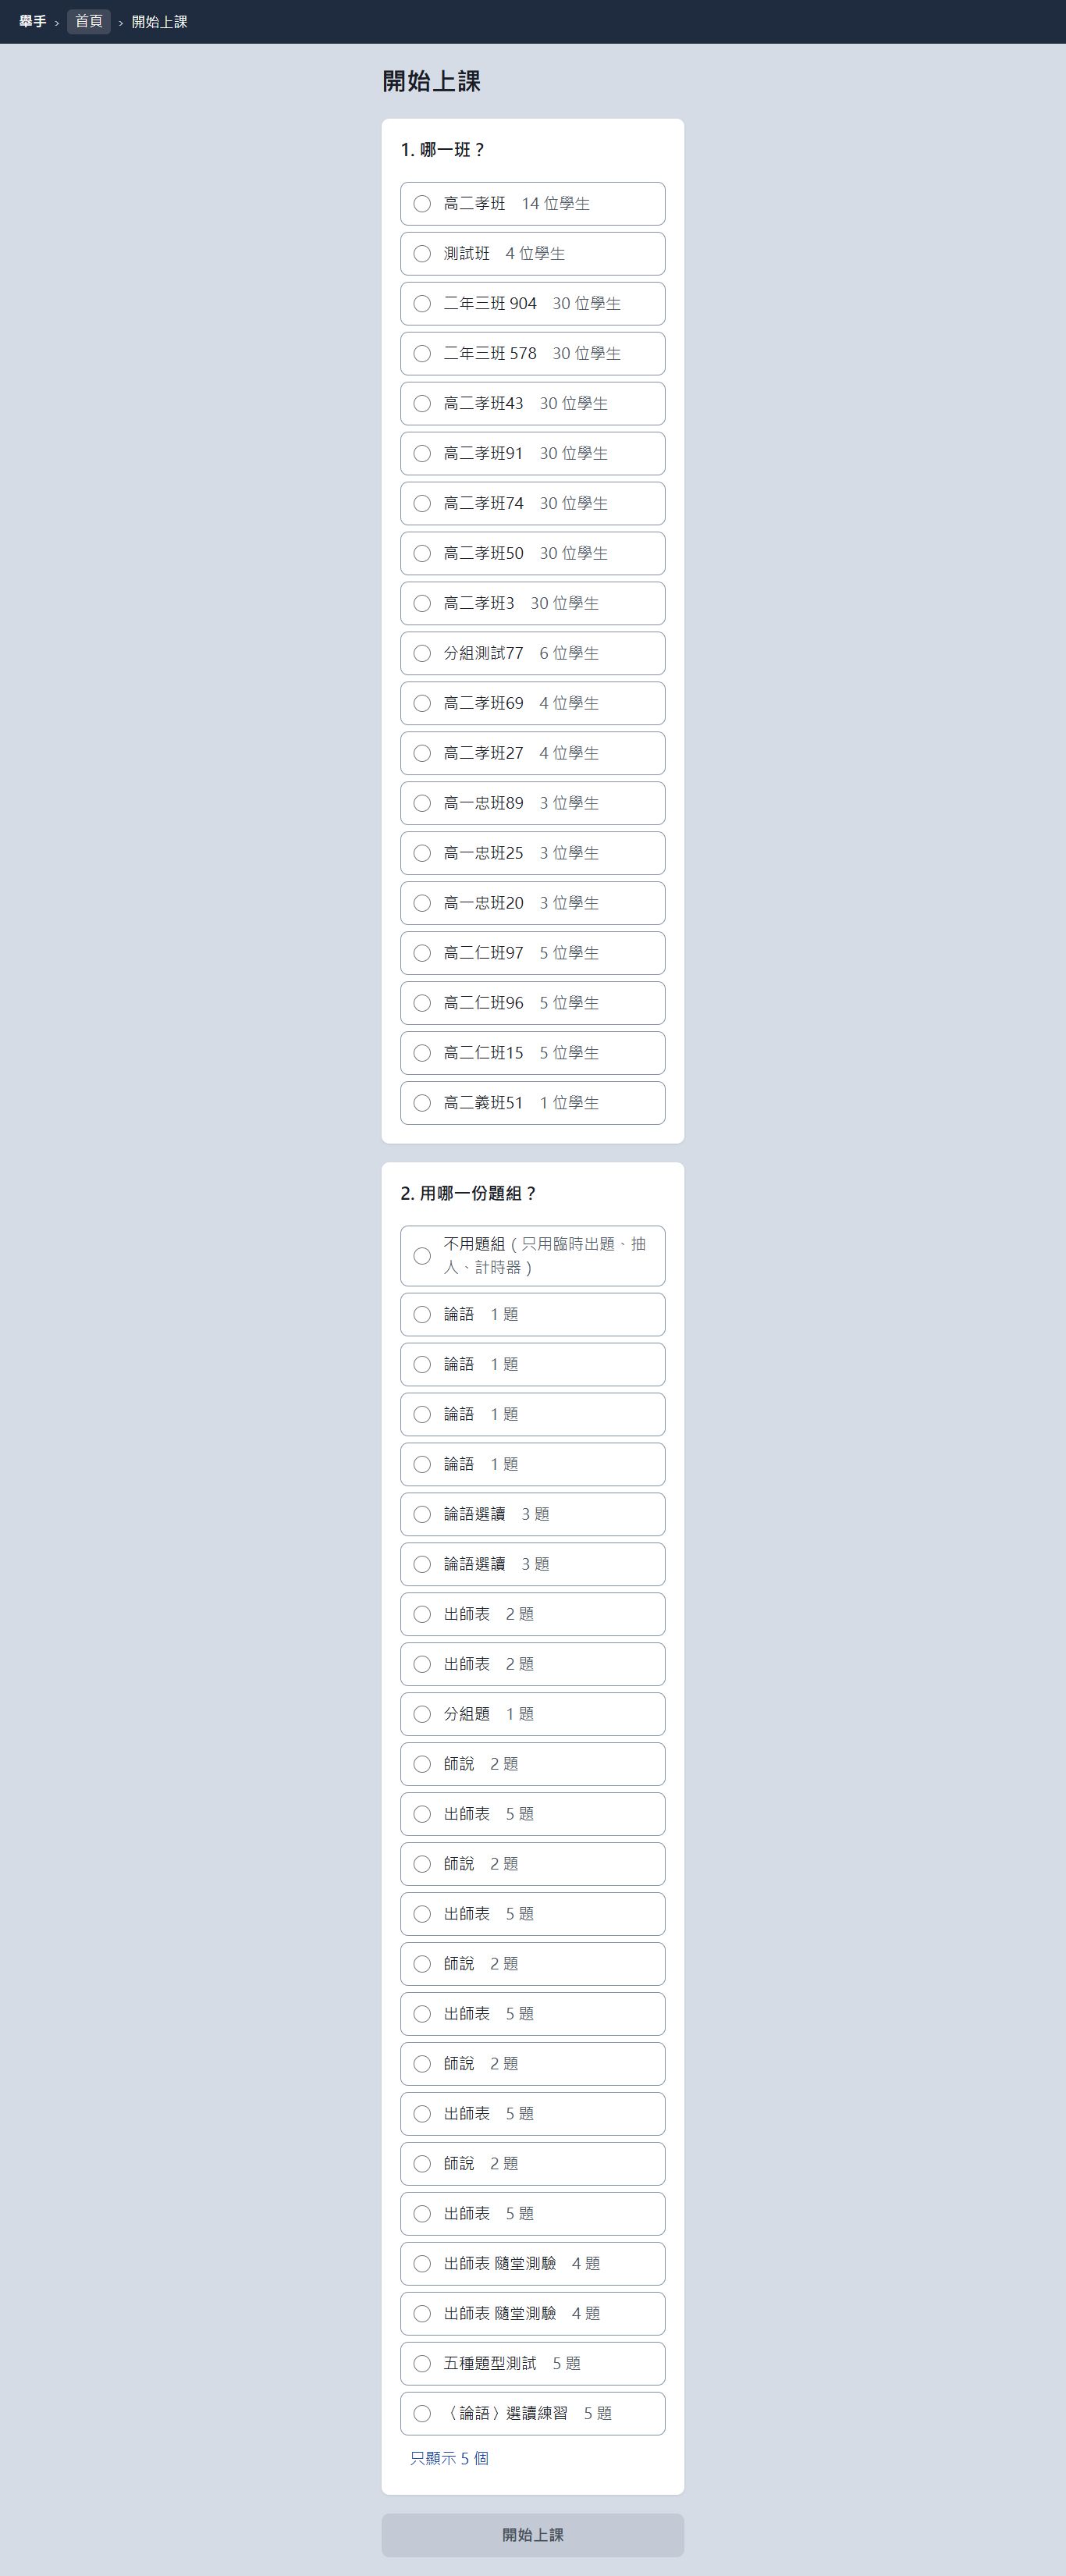 舉手 › 首頁 › 開始上課
開始上課
1. 哪一班？
高二孝班 14 位學生
測試班 4 位學生
二年三班 904 30 位學生
二年三班 578 30 位學生
高二孝班43 30 位學生
高二孝班91 30 位學生
高二孝班74 30 位學生
高二孝班50 30 位學生
高二孝班3 30 位學生
分組測試77 6 位學生
高二孝班69 4 位學生
高二孝班27 4 位學生
高一忠班89 3 位學生
高一忠班25 3 位學生
高一忠班20 3 位學生
高二仁班97 5 位學生
高二仁班96 5 位學生
高二仁班15 5 位學生
高二義班51 1 位學生
2. 用哪一份題組？
不用題組（只用臨時出題、抽
人、計時器）
論語 1 題
論語 1 題
論語 1 題
論語 1 題
論語選讀 3 題
論語選讀 3 題
出師表 2 題
出師表 2 題
分組題 1 題
師說 2 題
出師表 5 題
師說 2 題
出師表 5 題
師說 2 題
出師表 5 題
師說 2 題
出師表 5 題
師說 2 題
出師表 5 題
出師表 隨堂測驗 4 題
出師表 隨堂測驗 4 題
五種題型測試 5 題
〈論語〉選讀練習 5 題
只顯示 5 個
開始上課